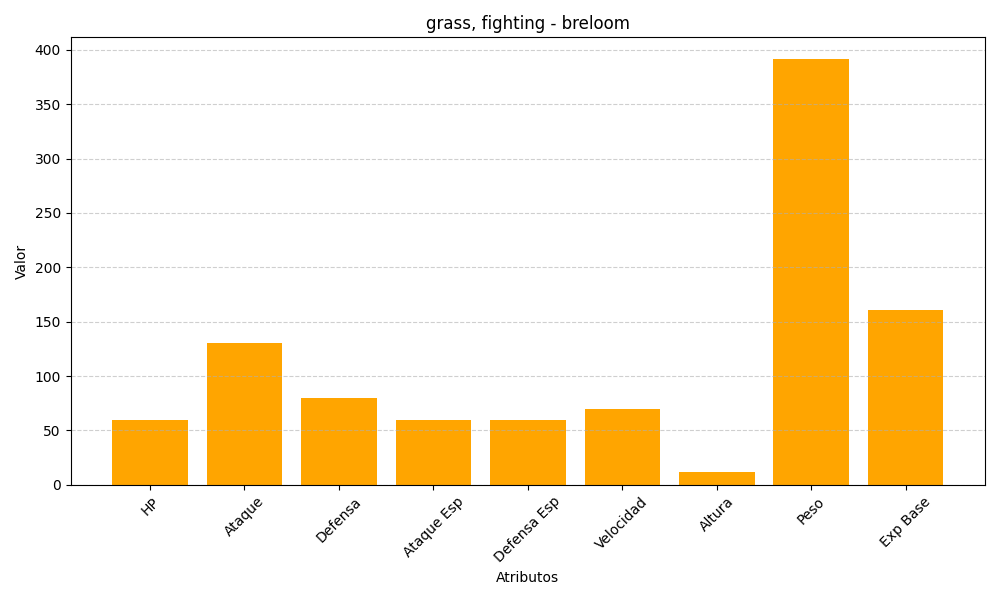 grass, fighting - breloom
Valor
400
350
300
250
200
150
100
50
0
HP
Ataque
Defensa
Ataque Esp
Defensa Esp
Velocidad
Altura
Peso
Exp Base
Atributos